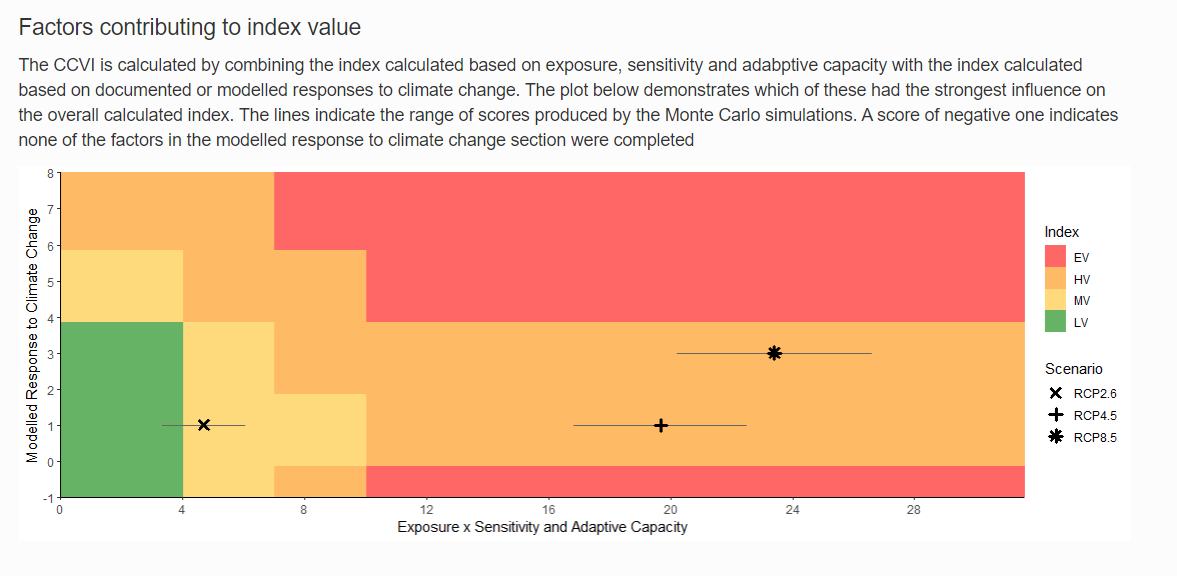 Factors contributing to index value
The CCVI is calculated by combining the index calculated based on exposure, sensitivity and adabptive capacity with the index calculated
based on documented or modelled responses to climate change. The plot below demonstrates which of these had the strongest influence on
the overall calculated index. The lines indicate the range of scores produced by the Monte Carlo simulations. A score of negative one indicates
none of the factors in the modelled response to climate change section were completed
Modelled Response to Climate Change
8
7
6
5
4
3
2
1
0
-1
0 4 8 12 16 20 24 28
Exposure x Sensitivity and Adaptive Capacity
Index
EV
HV
MV
LV
Scenario
RCP2.6
RCP4.5
RCP8.5